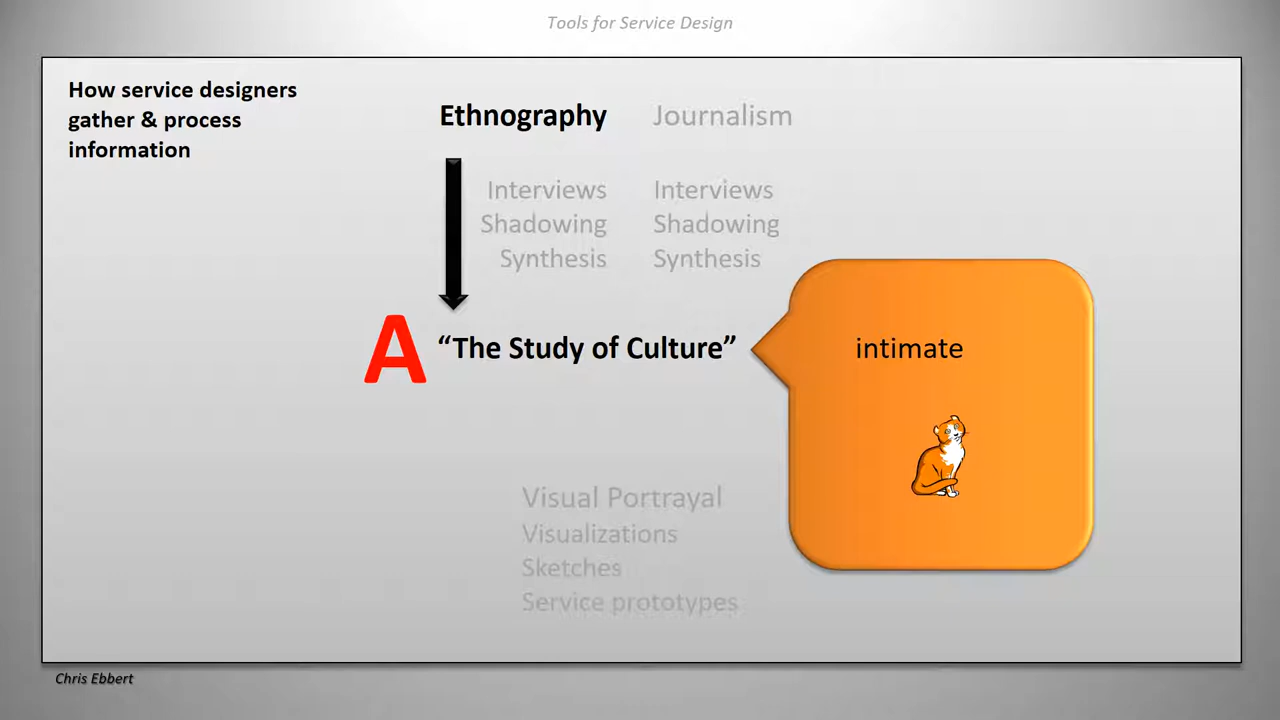 Tools for Service Design
How service designers
gather & process
information
Ethnography
Journalism
Interviews
Shadowing
Synthesis
Interviews
Shadowing
Synthesis
A
“The Study of Culture”
intimate
Visual Portrayal
Visualizations
Sketches
Service prototypes
Chris Ebbert